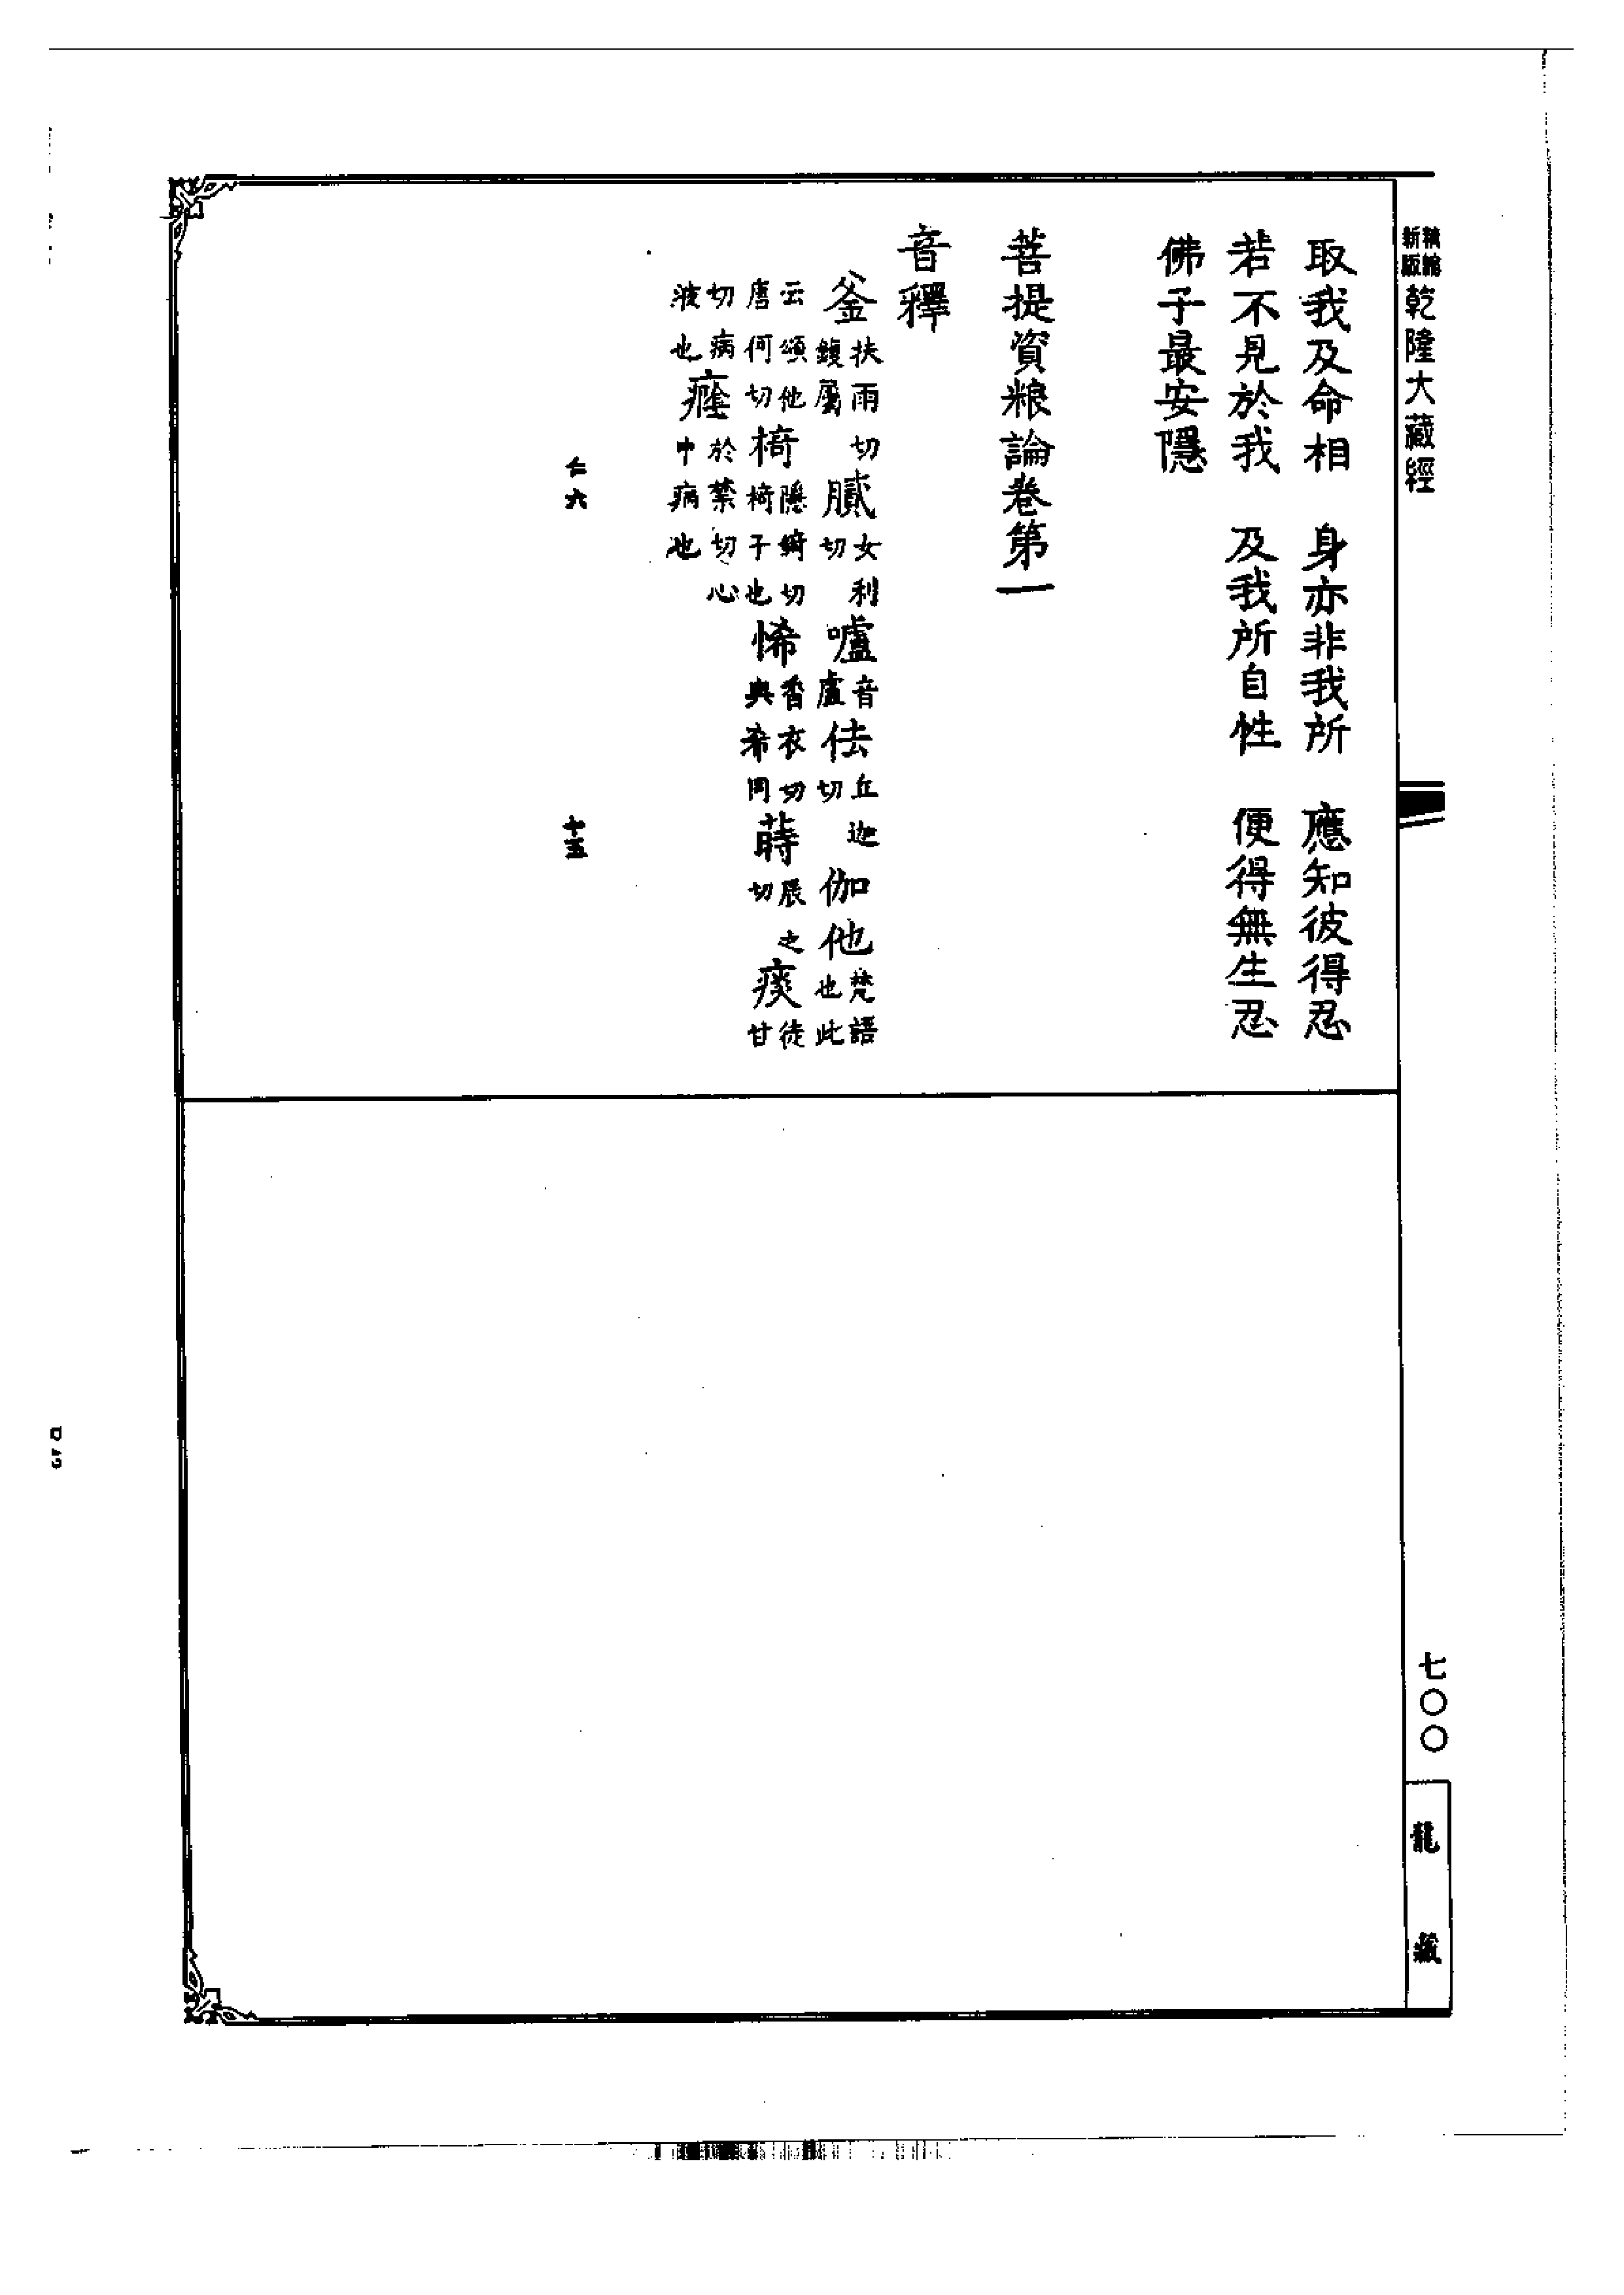 新版 乾隆大藏經
取我及命相　身亦非我所　應知彼得忍
若不見於我　及我所自性　便得無生忍
佛子最安隱
菩提資粮論卷第一
音釋
釜扶雨切鍑屬 膩女利切 嚧音盧 佉丘迦切 伽他梵語也此
云頌他唐何切 椅隱綺切椅子也 悕香衣切與希同 蒔辰之切 痰徒甘
切病液也 癊於禁切心中病也
仁六　十五
七〇〇
龍藏